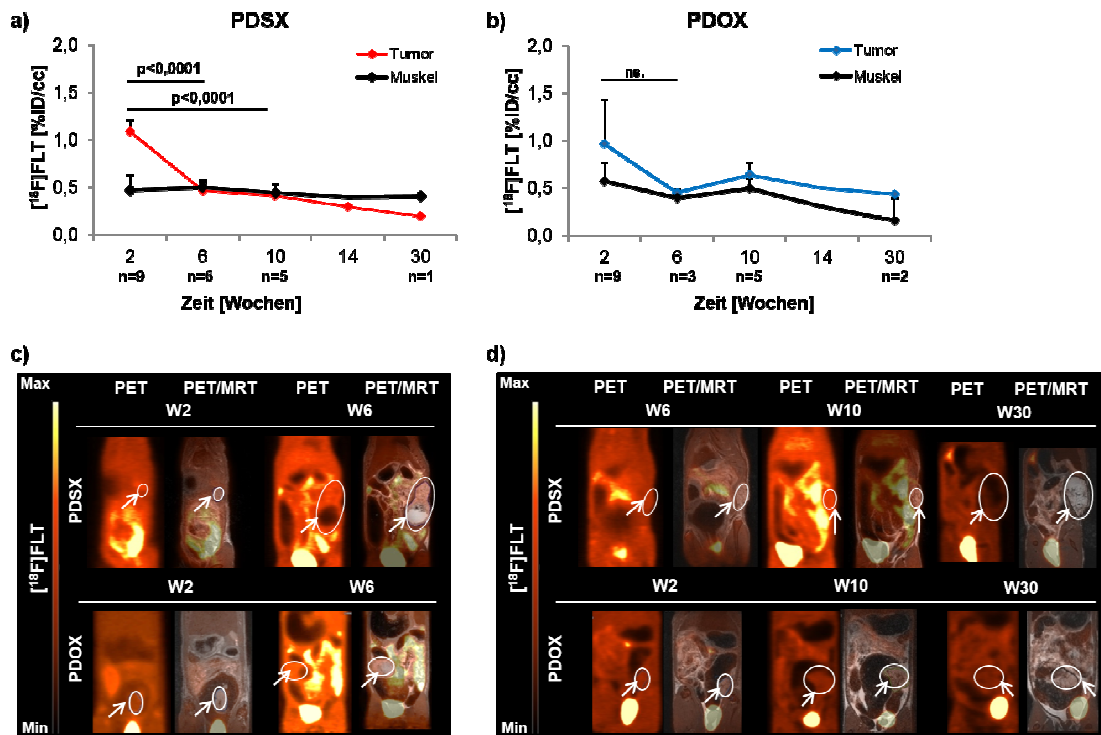 a)
PDSX
2,0
1,5
1,0
0,5
0,0
[¹⁸F]FLT [%ID/cc]
p<0,0001
p<0,0001
Tumor
Muskel
2 6 10 14 30
n=9 n=6 n=5 n=1
Zeit [Wochen]
b)
PDOX
2,0
1,5
1,0
0,5
0,0
[¹⁸F]FLT [%ID/cc]
ns.
Tumor
Muskel
2 6 10 14 30
n=9 n=3 n=5 n=2
Zeit [Wochen]
c)
Max
[¹⁸F]FLT
Min
PET PET/MRT PET PET/MRT
W2 W6
PDSX
W2 W6
PDOX
d)
Max
[¹⁸F]FLT
Min
PET PET/MRT PET PET/MRT PET PET/MRT
W6 W10 W30
PDSX
W2 W10 W30
PDOX